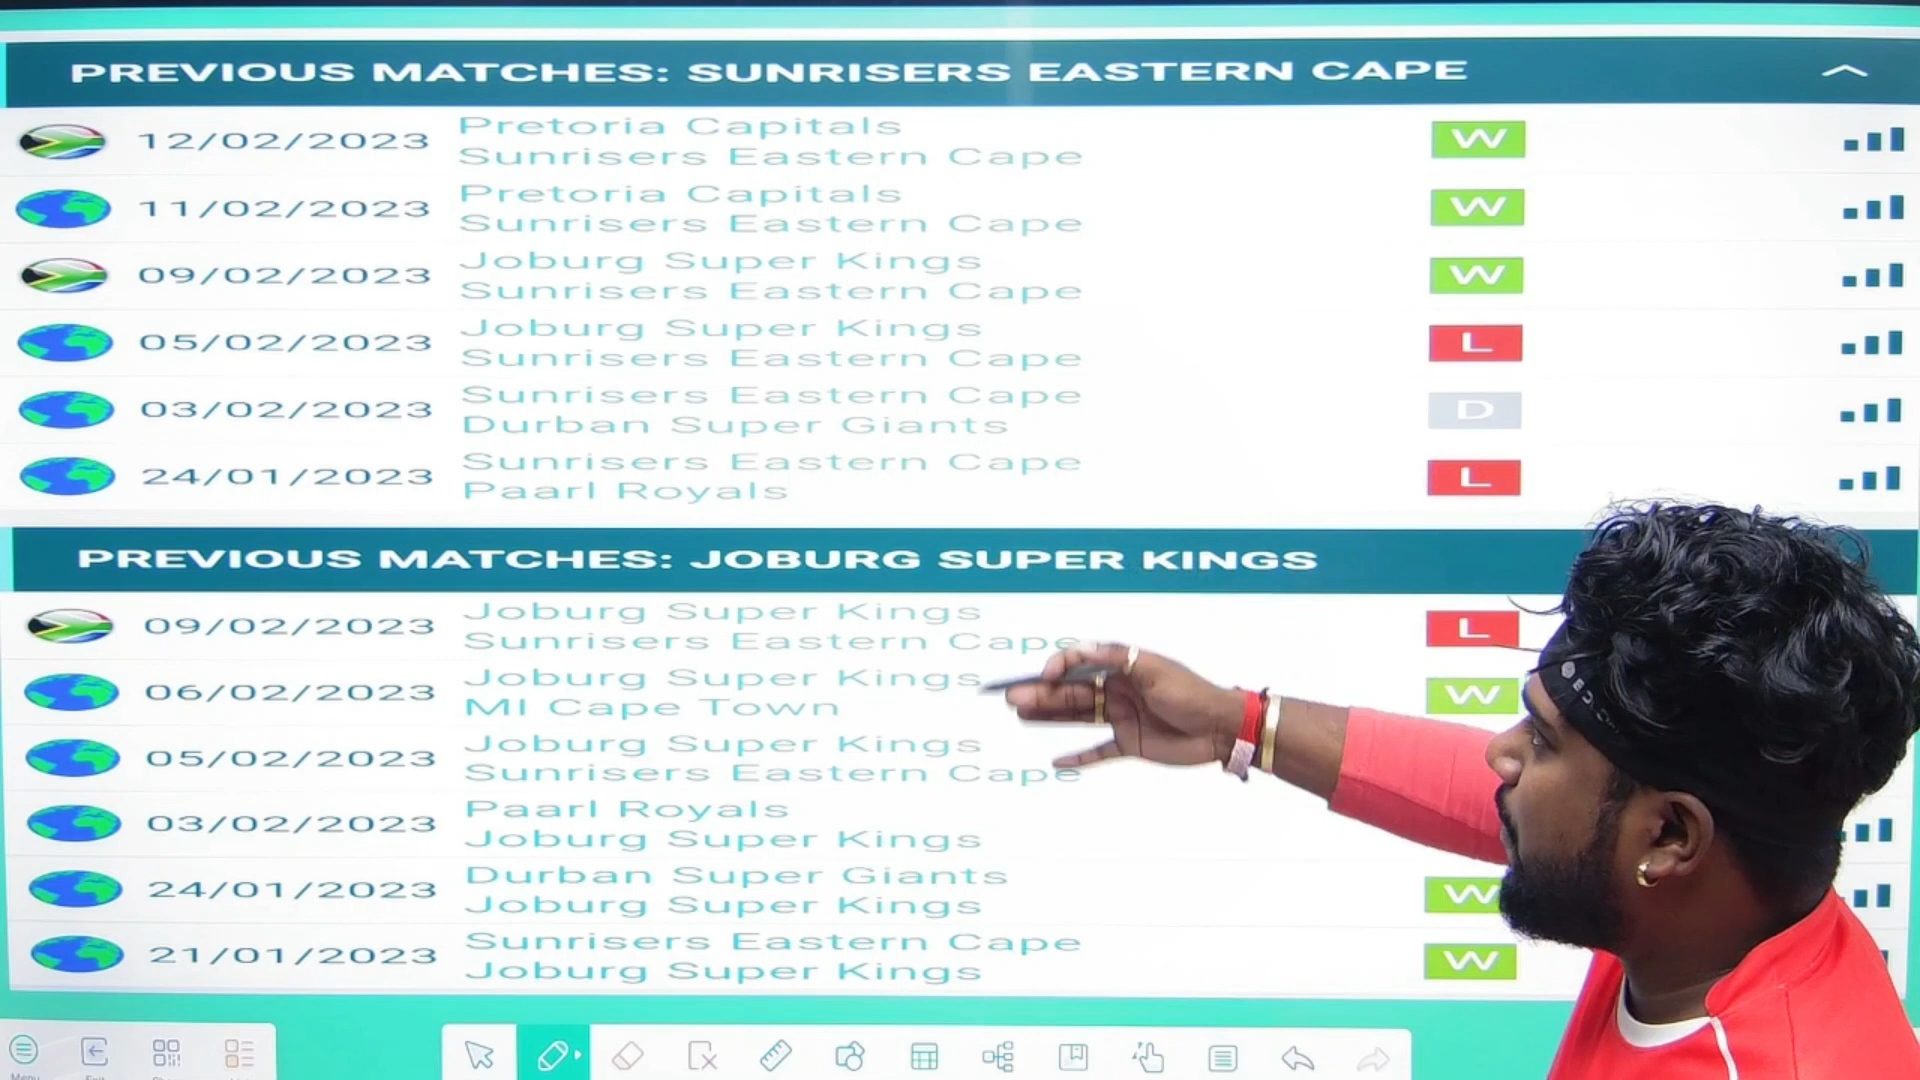 PREVIOUS MATCHES: SUNRISERS EASTERN CAPE
12/02/2023 Pretoria Capitals W
Sunrisers Eastern Cape
11/02/2023 Pretoria Capitals W
Sunrisers Eastern Cape
09/02/2023 Joburg Super Kings W
Sunrisers Eastern Cape
05/02/2023 Joburg Super Kings L
Sunrisers Eastern Cape
03/02/2023 Sunrisers Eastern Cape D
Durban Super Giants
24/01/2023 Sunrisers Eastern Cape L
Paarl Royals
PREVIOUS MATCHES: JOBURG SUPER KINGS
09/02/2023 Joburg Super Kings L
Sunrisers Eastern Cape
06/02/2023 Joburg Super Kings W
MI Cape Town
05/02/2023 Joburg Super Kings
Sunrisers Eastern Cape
03/02/2023 Paarl Royals
Joburg Super Kings
24/01/2023 Durban Super Giants W
Joburg Super Kings
21/01/2023 Sunrisers Eastern Cape W
Joburg Super Kings
Menu